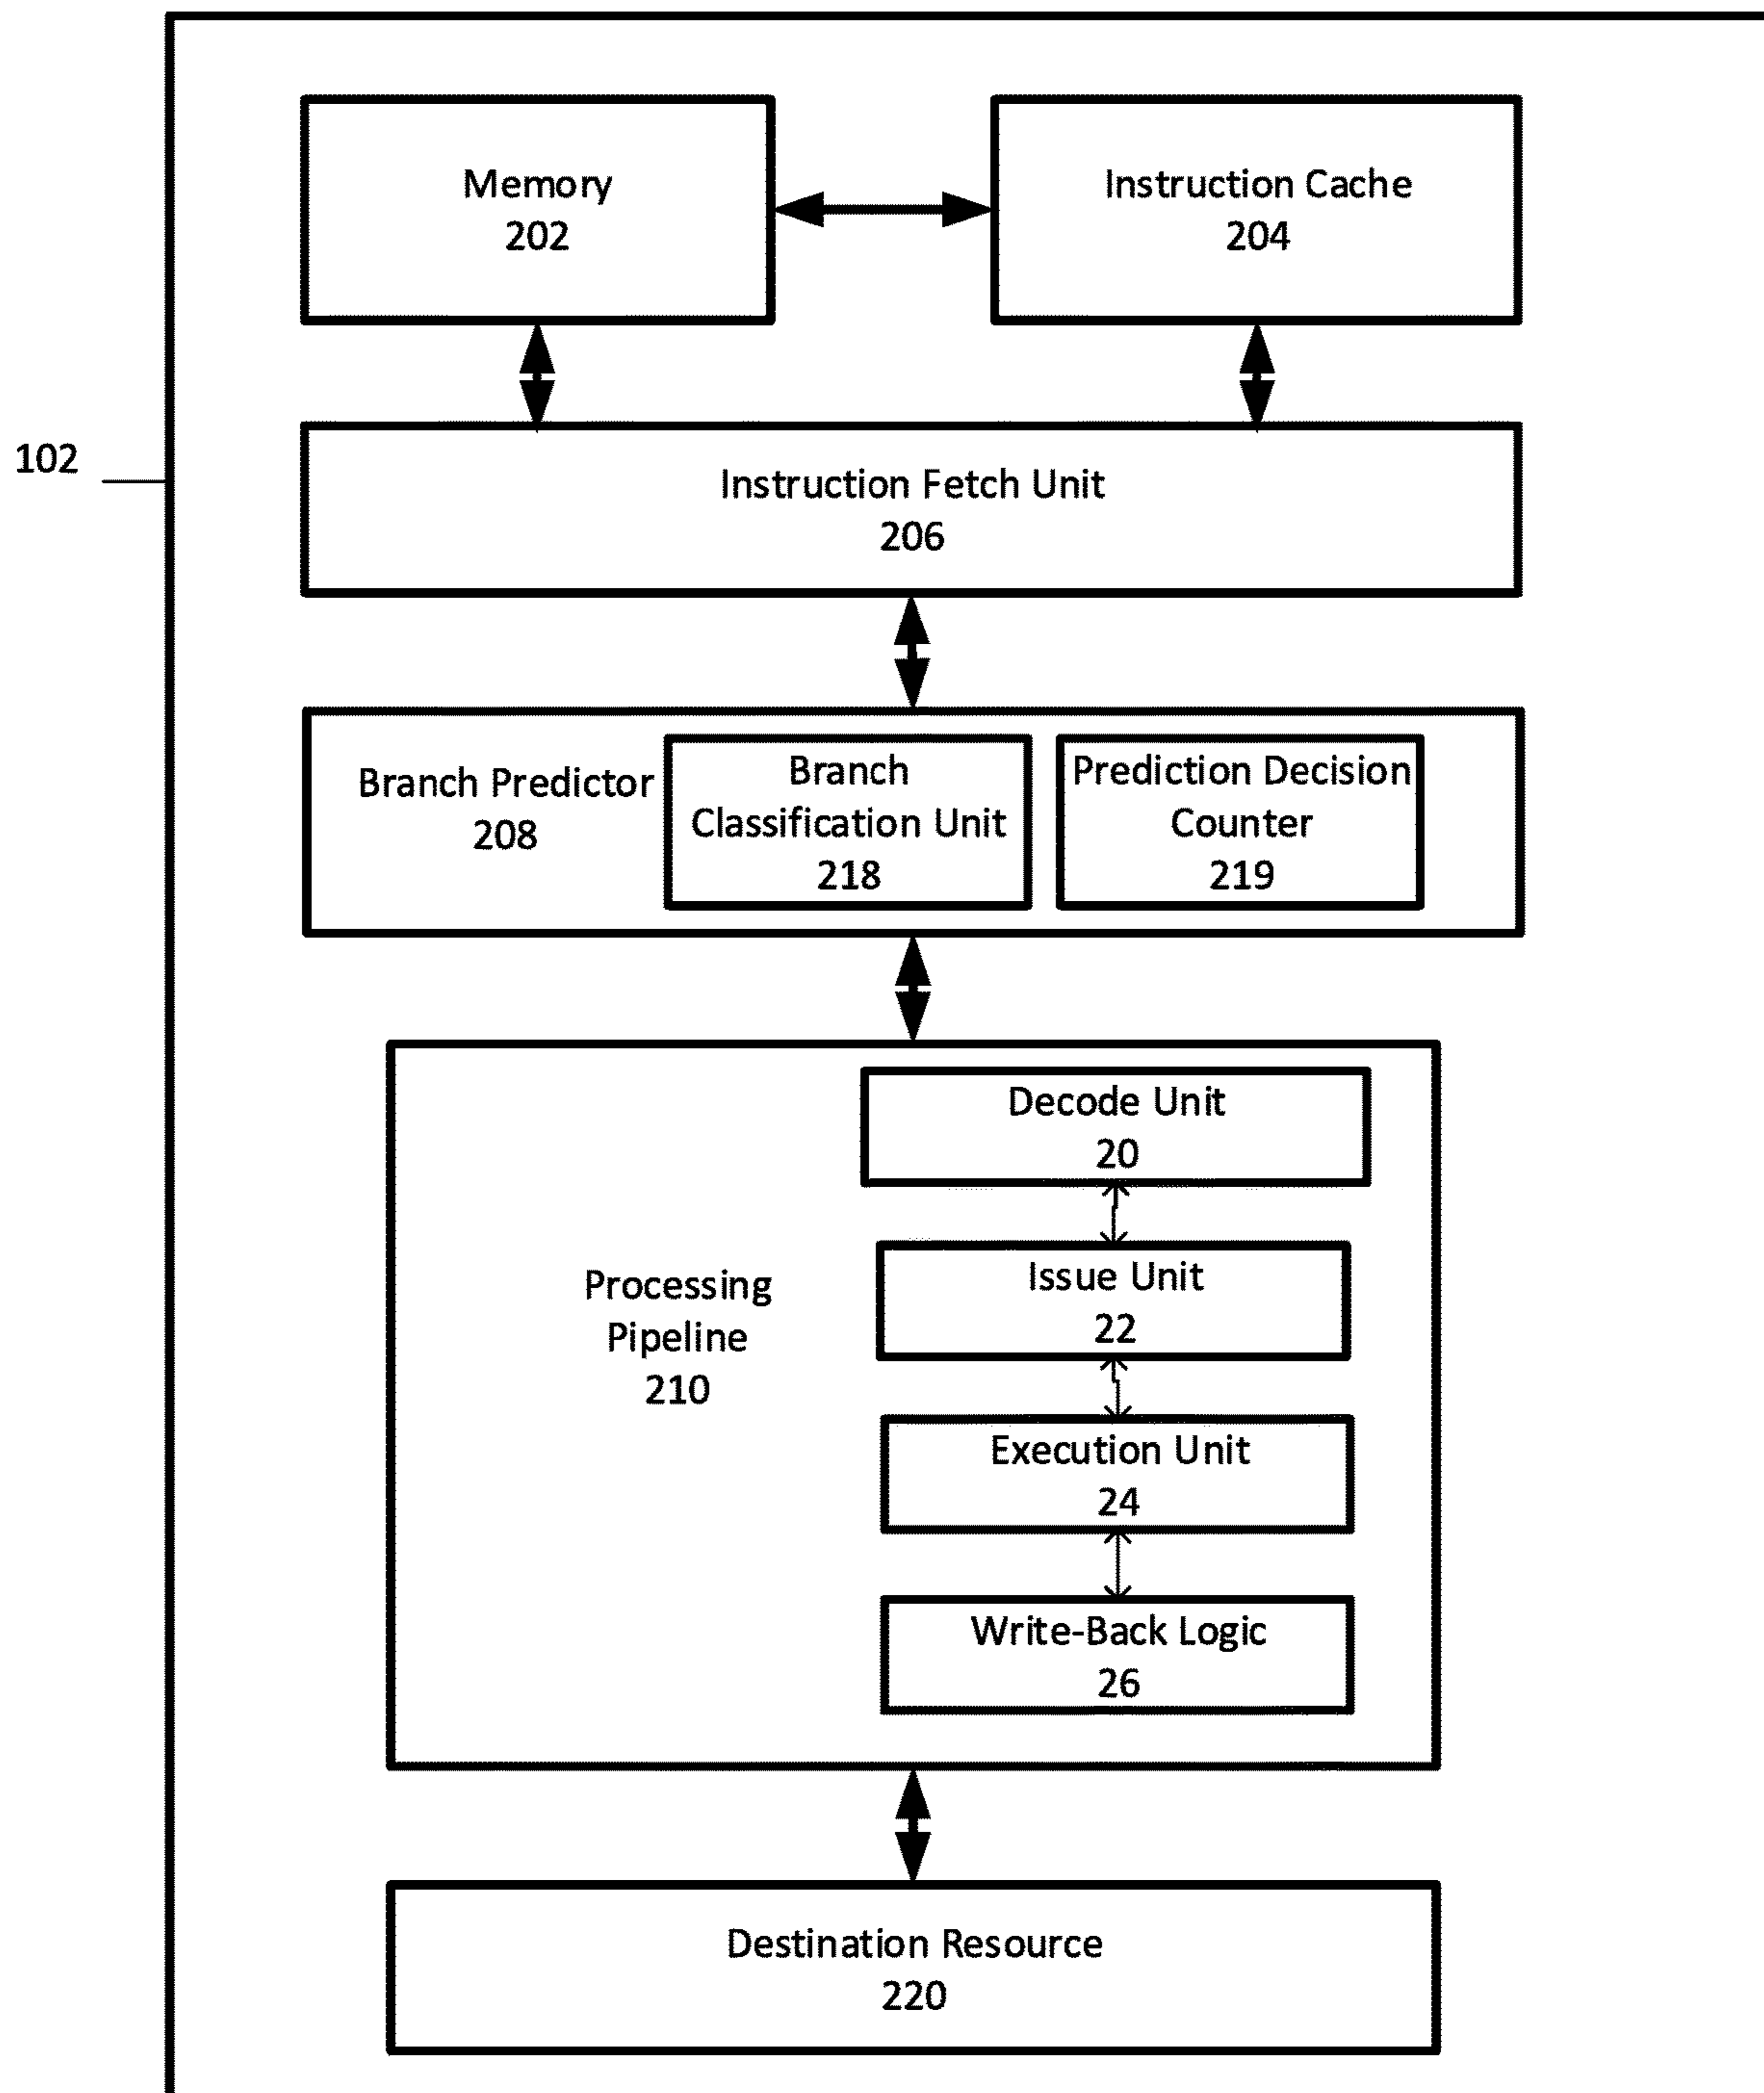 Memory
202
Instruction Cache
204
102
Instruction Fetch Unit
206
Branch Predictor
208
Branch
Classification Unit
218
Prediction Decision
Counter
219
Processing
Pipeline
210
Decode Unit
20
Issue Unit
22
Execution Unit
24
Write-Back Logic
26
Destination Resource
220